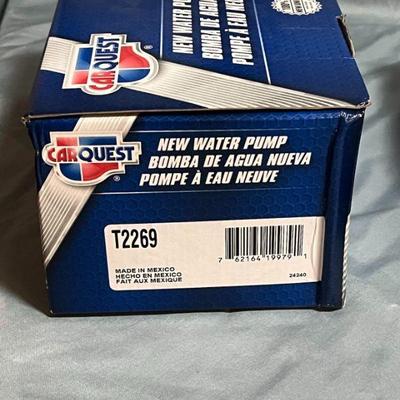 CARQUEST
NEW WATER PUMP
BOMBA DE AGUA
POMPE À EAU NEUVE
CARQUEST
NEW WATER PUMP
BOMBA DE AGUA NUEVA
POMPE À EAU NEUVE
T2269
7 62164 19979 1
MADE IN MEXICO
HECHO EN MEXICO
FAIT AUX MEXIQUE
24240